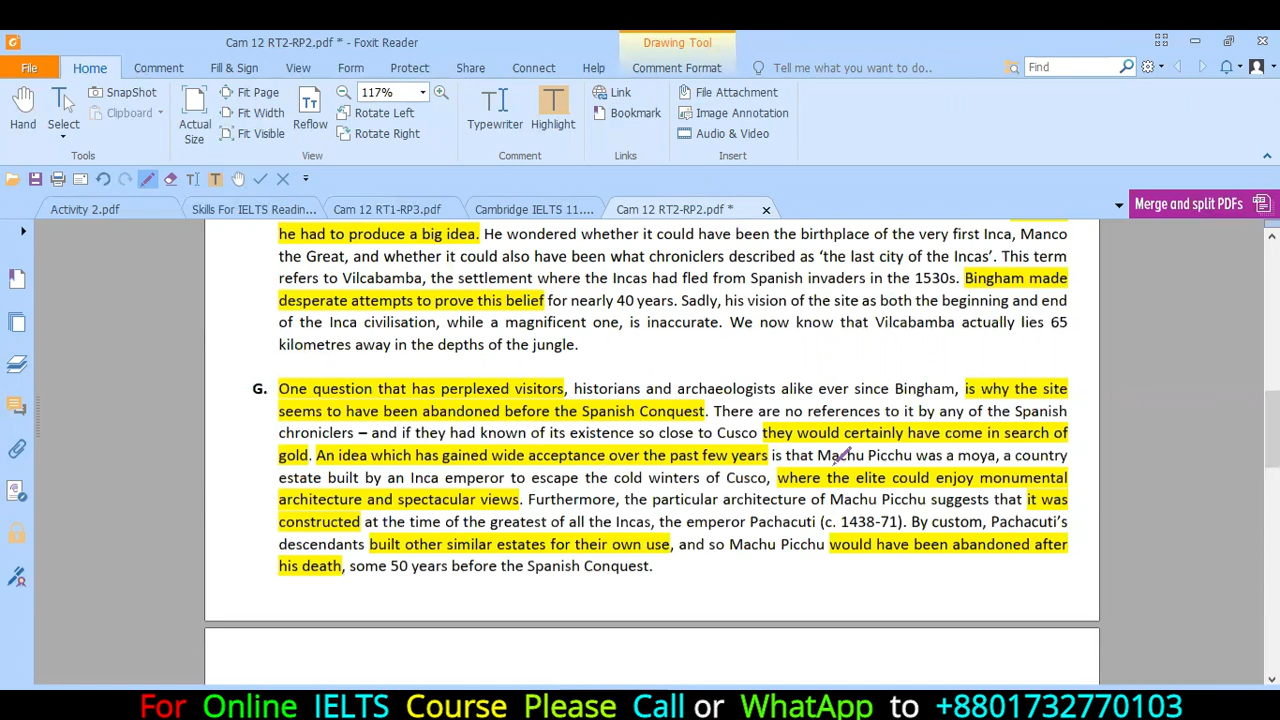 Cam 12 RT2-RP2.pdf * - Foxit Reader
Drawing Tool
File Home Comment Fill & Sign View Form Protect Share Connect Help Comment Format Tell me what you want to do.. Find
Hand
Select
SnapShot
Clipboard
Tools
Actual Size
Fit Page
Fit Width
Fit Visible
Reflow
117%
Rotate Left
Rotate Right
View
Typewriter
Highlight
Comment
Link
Bookmark
Links
File Attachment
Image Annotation
Audio & Video
Insert
Activity 2.pdf Skills For IELTS Readin... Cam 12 RT1-RP3.pdf Cambridge IELTS 11.... Cam 12 RT2-RP2.pdf * Merge and split PDFs
he had to produce a big idea. He wondered whether it could have been the birthplace of the very first Inca, Manco
the Great, and whether it could also have been what chroniclers described as ‘the last city of the Incas’. This term
refers to Vilcabamba, the settlement where the Incas had fled from Spanish invaders in the 1530s. Bingham made
desperate attempts to prove this belief for nearly 40 years. Sadly, his vision of the site as both the beginning and end
of the Inca civilisation, while a magnificent one, is inaccurate. We now know that Vilcabamba actually lies 65
kilometres away in the depths of the jungle.
G. One question that has perplexed visitors, historians and archaeologists alike ever since Bingham, is why the site
seems to have been abandoned before the Spanish Conquest. There are no references to it by any of the Spanish
chroniclers – and if they had known of its existence so close to Cusco they would certainly have come in search of
gold. An idea which has gained wide acceptance over the past few years is that Machu Picchu was a moya, a country
estate built by an Inca emperor to escape the cold winters of Cusco, where the elite could enjoy monumental
architecture and spectacular views. Furthermore, the particular architecture of Machu Picchu suggests that it was
constructed at the time of the greatest of all the Incas, the emperor Pachacuti (c. 1438-71). By custom, Pachacuti’s
descendants built other similar estates for their own use, and so Machu Picchu would have been abandoned after
his death, some 50 years before the Spanish Conquest.
For Online IELTS Course Please Call or WhatsApp to +8801732770103